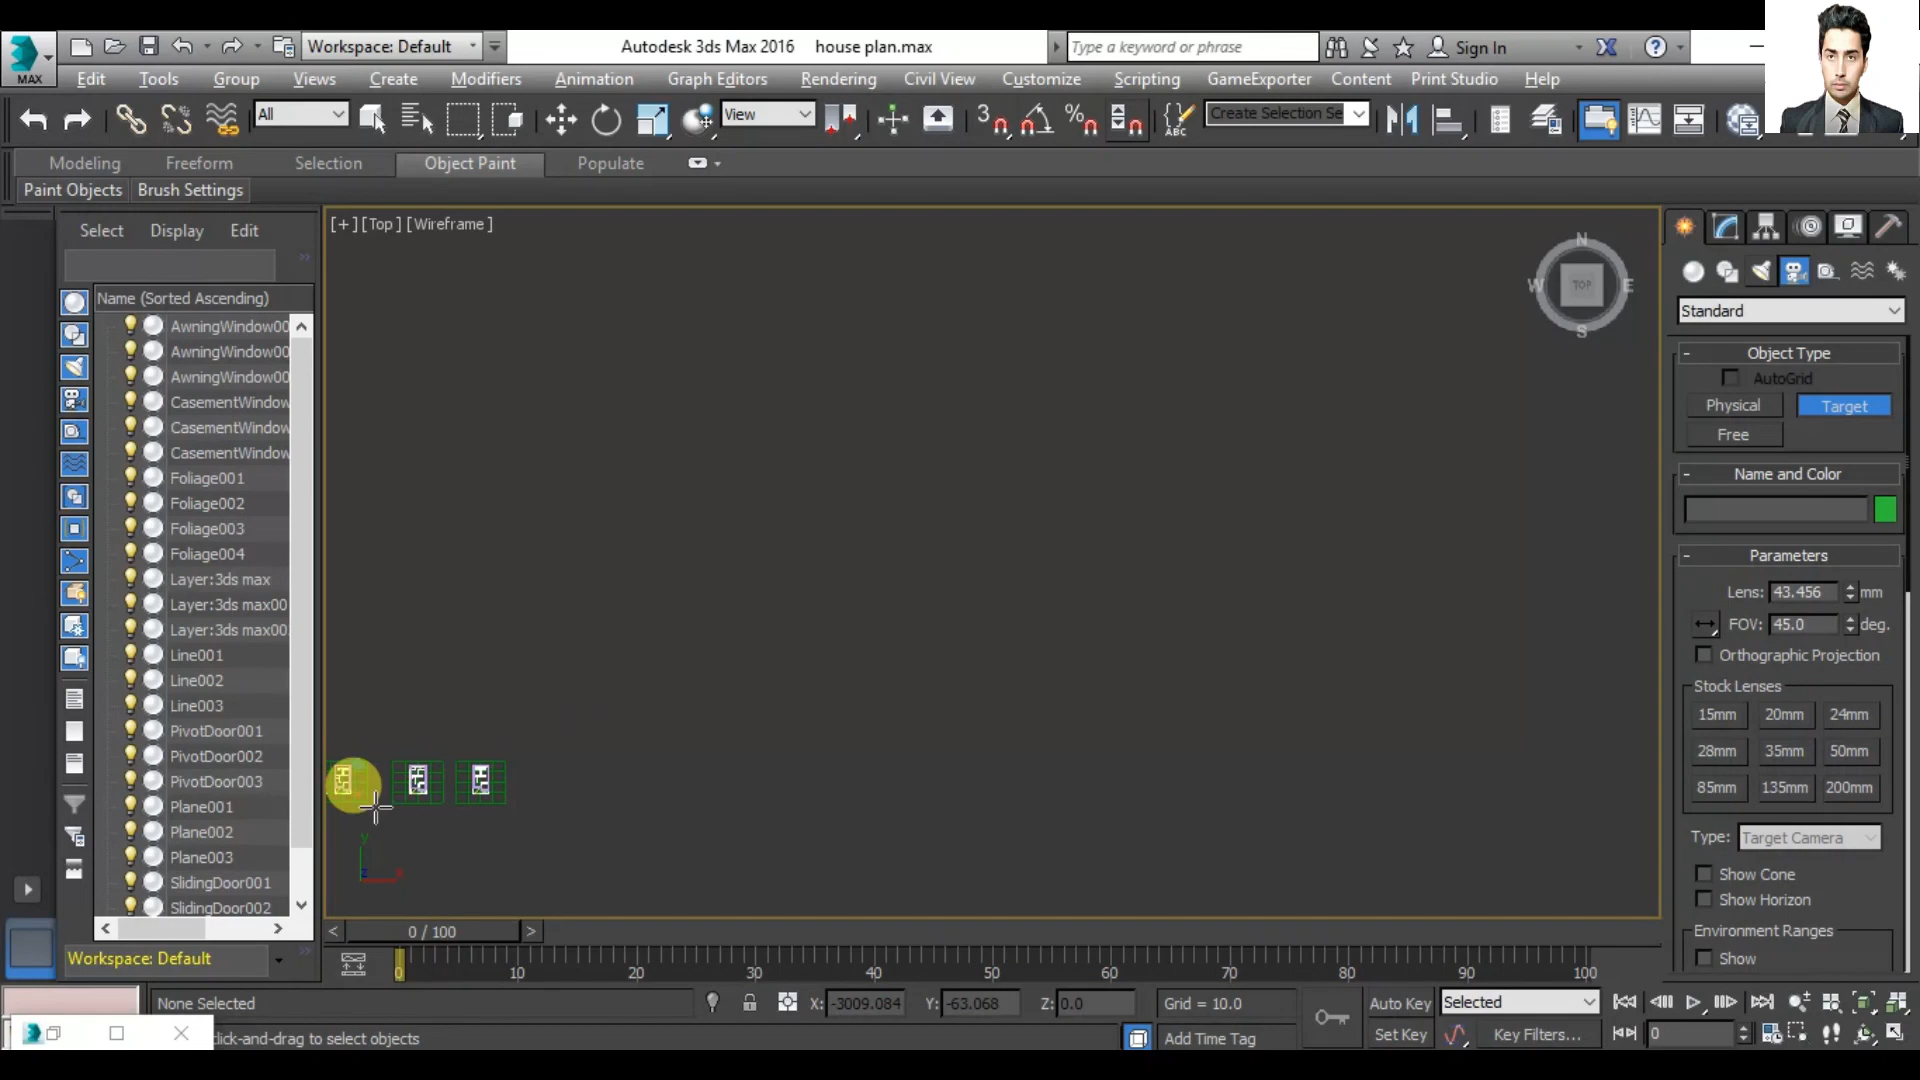 Workspace: Default
Autodesk 3ds Max 2016 house plan.max
Type a keyword or phrase
Sign In
MAX
Edit Tools Group Views Create Modifiers Animation Graph Editors Rendering Civil View Customize Scripting GameExporter Content Print Studio Help
All
View
3
%
ABC
Create Selection Se
Modeling Freeform Selection Object Paint Populate
Paint Objects Brush Settings
Select Display Edit
Name (Sorted Ascending)
AwningWindow00
AwningWindow00
AwningWindow00
CasementWindow
CasementWindow
CasementWindow
Foliage001
Foliage002
Foliage003
Foliage004
Layer:3ds max
Layer:3ds max00
Layer:3ds max00
Line001
Line002
Line003
PivotDoor001
PivotDoor002
PivotDoor003
Plane001
Plane002
Plane003
SlidingDoor001
SlidingDoor002
Workspace: Default
[+][Top][Wireframe]
N
W TOP E
S
y
x
z
Standard
- Object Type
AutoGrid
Physical Target
Free
- Name and Color
- Parameters
Lens: 43.456 mm
FOV: 45.0 deg.
Orthographic Projection
Stock Lenses
15mm 20mm 24mm
28mm 35mm 50mm
85mm 135mm 200mm
Type: Target Camera
Show Cone
Show Horizon
Environment Ranges
Show
< 0 / 100 >
0 10 20 30 40 50 60 70 80 90 100
None Selected
X: -3009.084 Y: -63.068 Z: 0.0
Grid = 10.0
Auto Key Selected
click-and-drag to select objects
Add Time Tag
Set Key Key Filters...
0